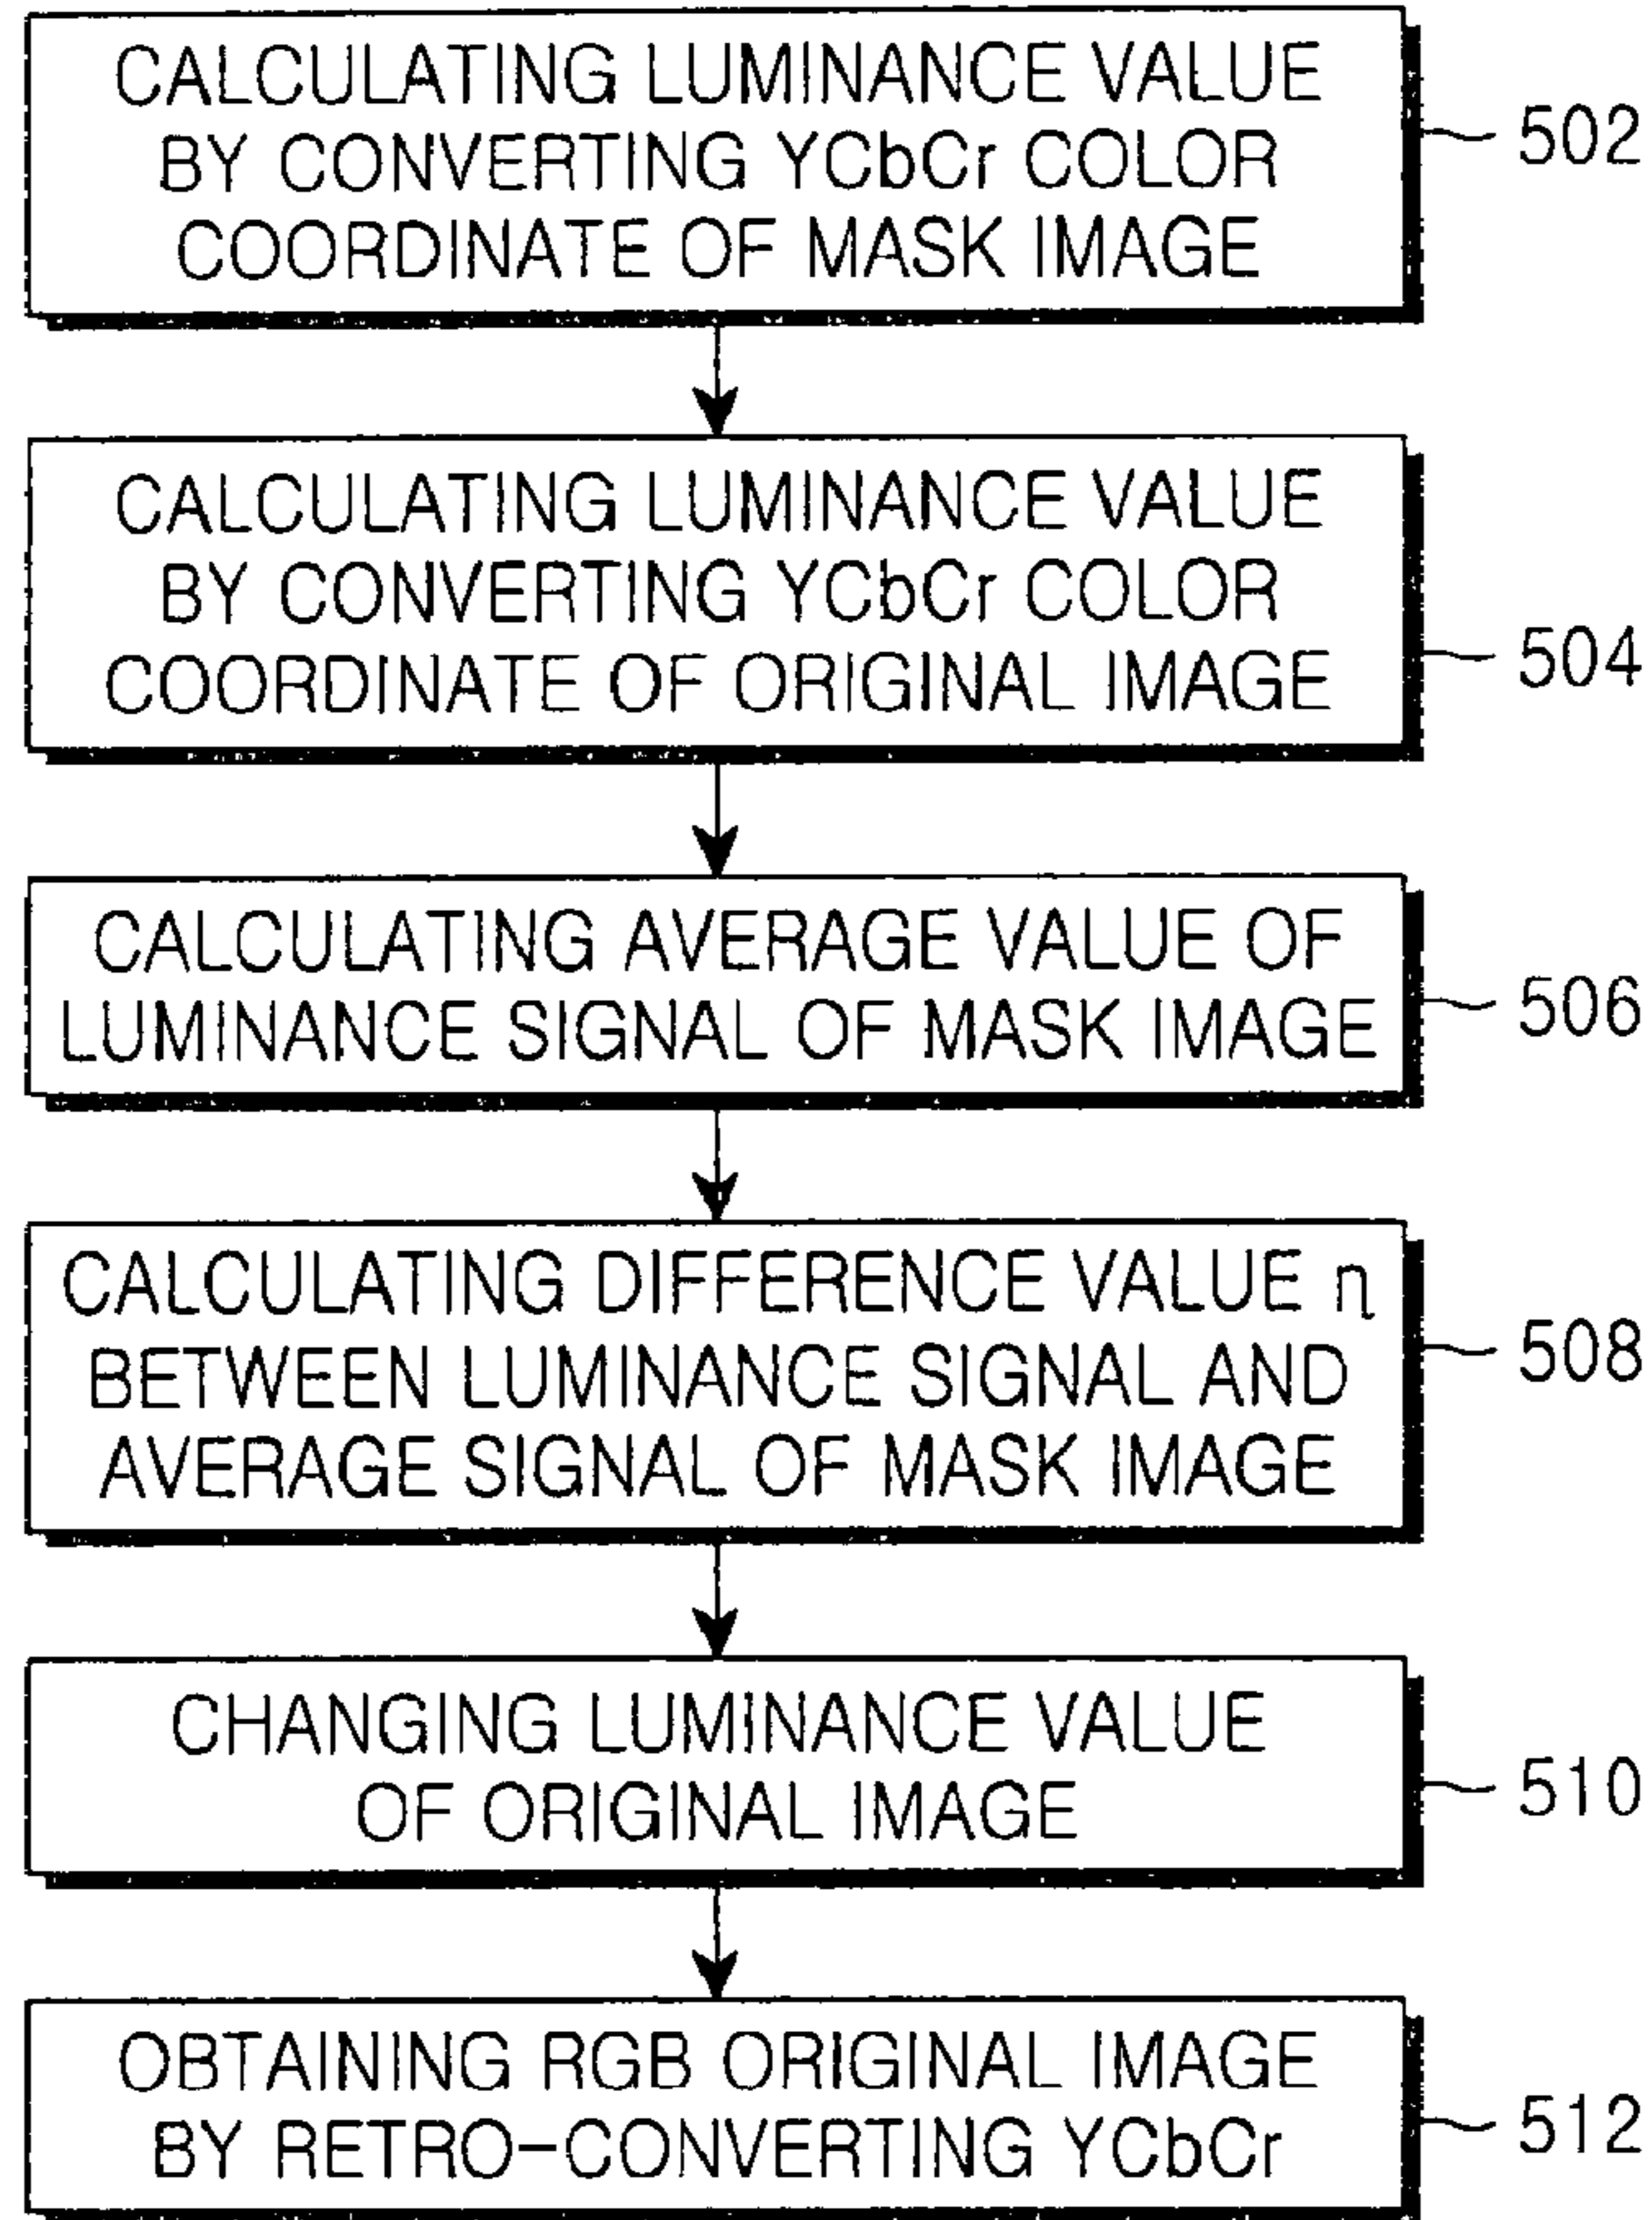 CALCULATING LUMINANCE VALUE
BY CONVERTING YCbCr COLOR
COORDINATE OF MASK IMAGE
502
CALCULATING LUMINANCE VALUE
BY CONVERTING YCbCr COLOR
COORDINATE OF ORIGINAL IMAGE
504
CALCULATING AVERAGE VALUE OF
LUMINANCE SIGNAL OF MASK IMAGE
506
CALCULATING DIFFERENCE VALUE η
BETWEEN LUMINANCE SIGNAL AND
AVERAGE SIGNAL OF MASK IMAGE
508
CHANGING LUMINANCE VALUE
OF ORIGINAL IMAGE
510
OBTAINING RGB ORIGINAL IMAGE
BY RETRO-CONVERTING YCbCr
512